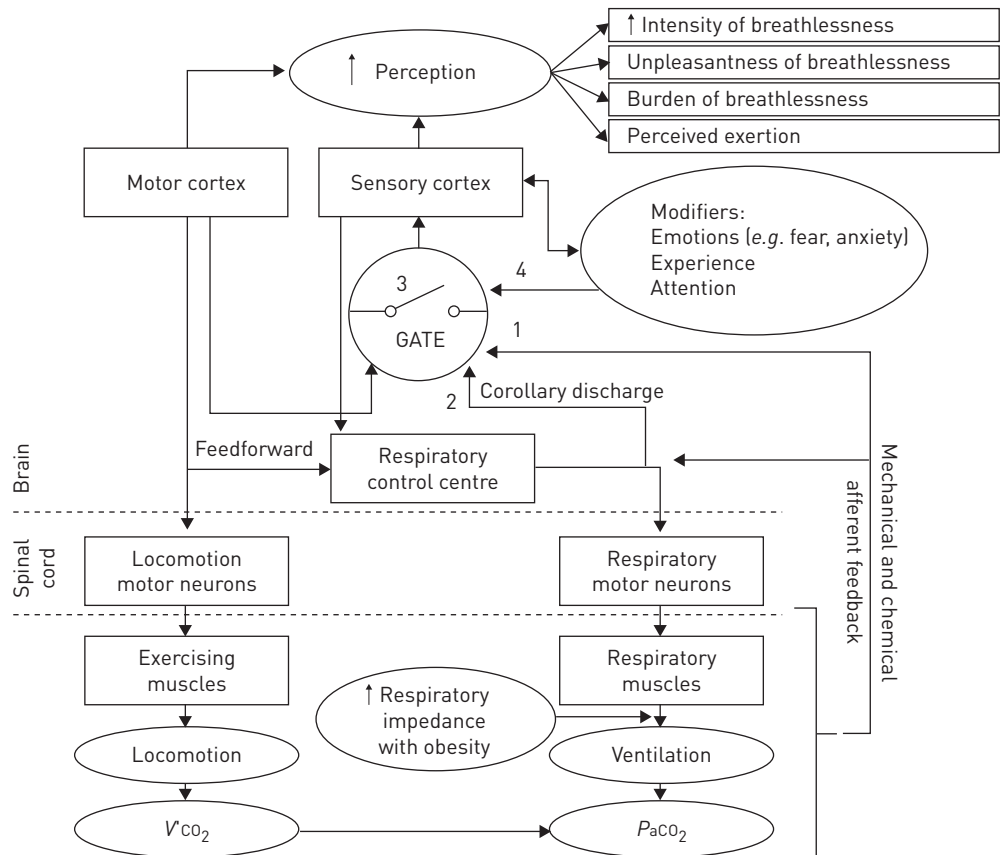 ↑ Perception
↑ Intensity of breathlessness
Unpleasantness of breathlessness
Burden of breathlessness
Perceived exertion
Motor cortex
Sensory cortex
Modifiers:
Emotions (e.g. fear, anxiety)
Experience
Attention
3
GATE
4
1
2
Corollary discharge
Feedforward
Respiratory
control centre
Brain
Spinal
cord
Locomotion
motor neurons
Respiratory
motor neurons
Mechanical and chemical
afferent feedback
Exercising
muscles
Respiratory
muscles
↑ Respiratory
impedance
with obesity
Locomotion
Ventilation
V'CO₂
PaCO₂